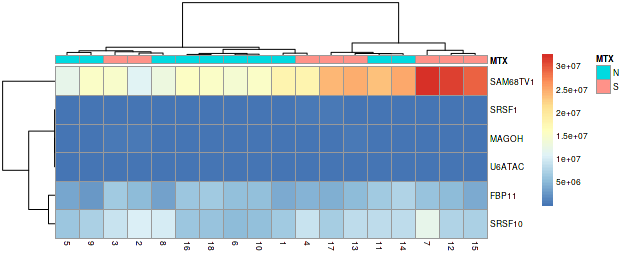 MTX
SAM68TV1
SRSF1
MAGOH
U6ATAC
FBP11
SRSF10
5 9 3 2 8 16 18 6 10 1 4 17 13 11 14 7 12 15
3e+07
2.5e+07
2e+07
1.5e+07
1e+07
5e+06
MTX
N
S